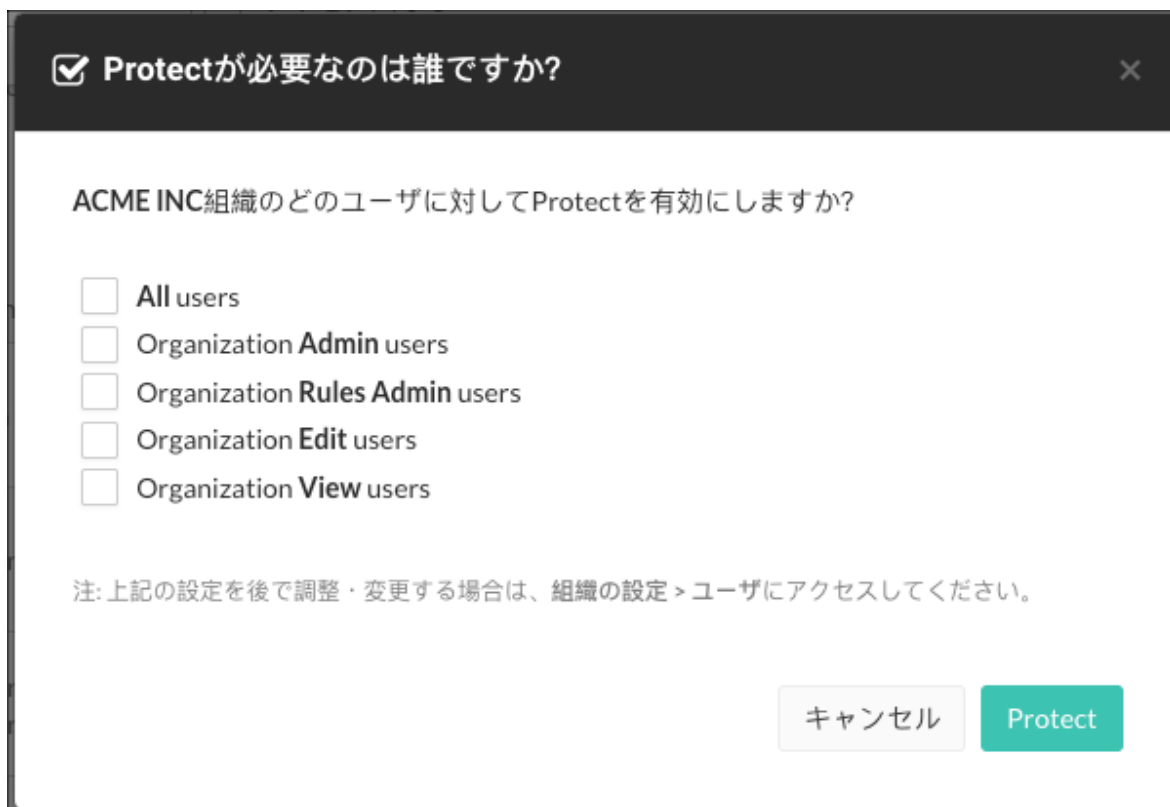 Protectが必要なのは誰ですか?
ACME INC組織のどのユーザに対してProtectを有効にしますか?
All users
Organization Admin users
Organization Rules Admin users
Organization Edit users
Organization View users
注: 上記の設定を後で調整・変更する場合は、組織の設定 > ユーザにアクセスしてください。
キャンセル
Protect